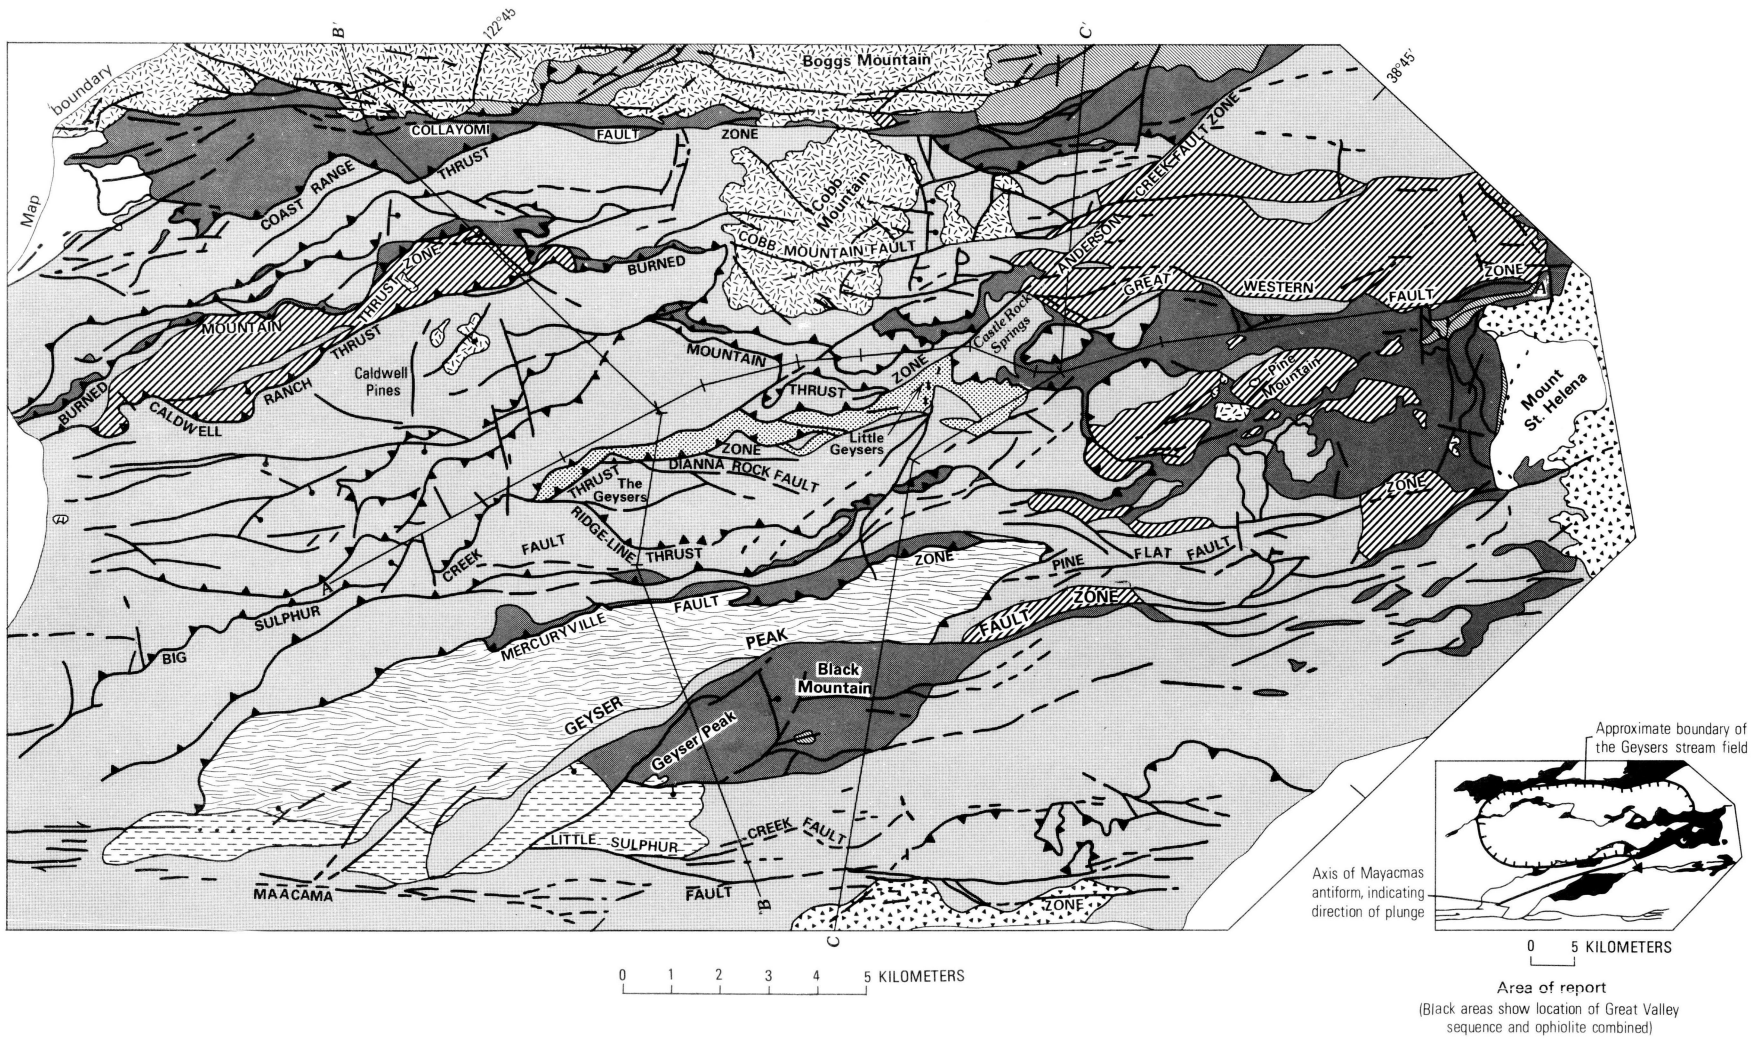 B'
122°45'
C'
38°45'
Map
boundary
Boggs Mountain
COLLAYOMI
FAULT
ZONE
COAST
RANGE
THRUST
Cobb
Mountain
COBB MOUNTAIN FAULT
ANDERSON
CREEK FAULT ZONE
BURNED
MOUNTAIN
THRUST
ZONE
BURNED
MOUNTAIN
THRUST
ZONE
GREAT
WESTERN
FAULT
ZONE
A'
Castle Rock
Springs
Caldwell
Pines
CALDWELL
RANCH
THRUST
Pine
Mountain
Mount
St. Helena
Little
Geysers
ZONE
DIANNA ROCK FAULT
THRUST
The
Geysers
RIDGE-LINE
THRUST
CREEK
FAULT
ZONE
A
BIG
SULPHUR
MERCURYVILLE
FAULT
ZONE
PINE
FLAT
FAULT
ZONE
FAULT
PEAK
GEYSER
Black
Mountain
Geyser Peak
LITTLE SULPHUR
CREEK
FAULT
MAACAMA
FAULT
ZONE
B
C
0 1 2 3 4 5 KILOMETERS
Approximate boundary of
the Geysers stream field
Axis of Mayacmas
antiform, indicating
direction of plunge
0 5 KILOMETERS
Area of report
(Black areas show location of Great Valley
sequence and ophiolite combined)